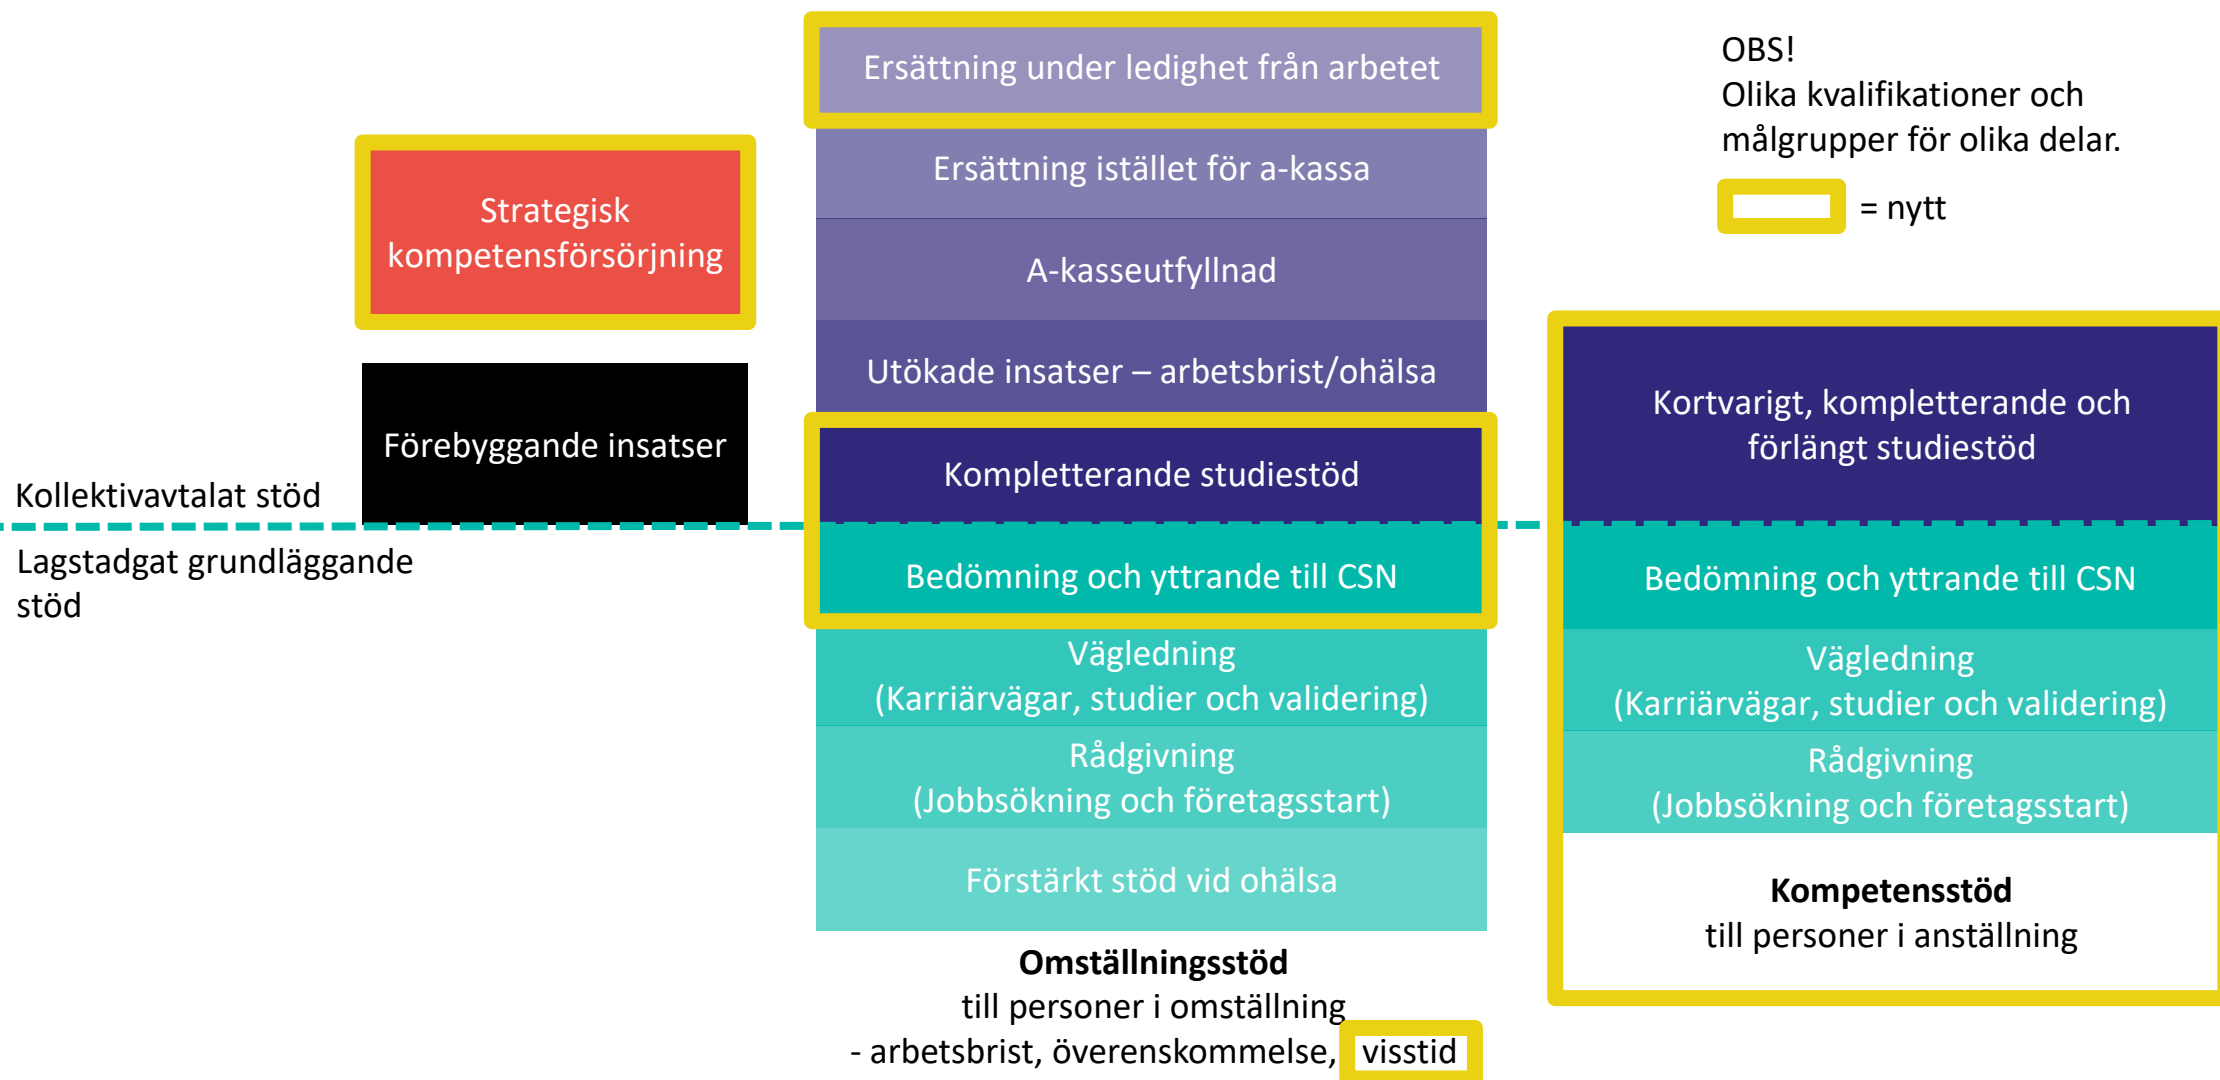 Ersättning under ledighet från arbetet
Ersättning istället för a-kassa
A-kasseutfyllnad
Utökade insatser – arbetsbrist/ohälsa
Kompletterande studiestöd
Bedömning och yttrande till CSN
Vägledning
(Karriärvägar, studier och validering)
Rådgivning
(Jobbsökning och företagsstart)
Förstärkt stöd vid ohälsa
Omställningsstöd
till personer i omställning
- arbetsbrist, överenskommelse, visstid
Strategisk
kompetensförsörjning
Förebyggande insatser
Kollektivavtalat stöd
Lagstadgat grundläggande
stöd
OBS!
Olika kvalifikationer och
målgrupper för olika delar.
= nytt
Kortvarigt, kompletterande och
förlängt studiestöd
Bedömning och yttrande till CSN
Vägledning
(Karriärvägar, studier och validering)
Rådgivning
(Jobbsökning och företagsstart)
Kompetensstöd
till personer i anställning